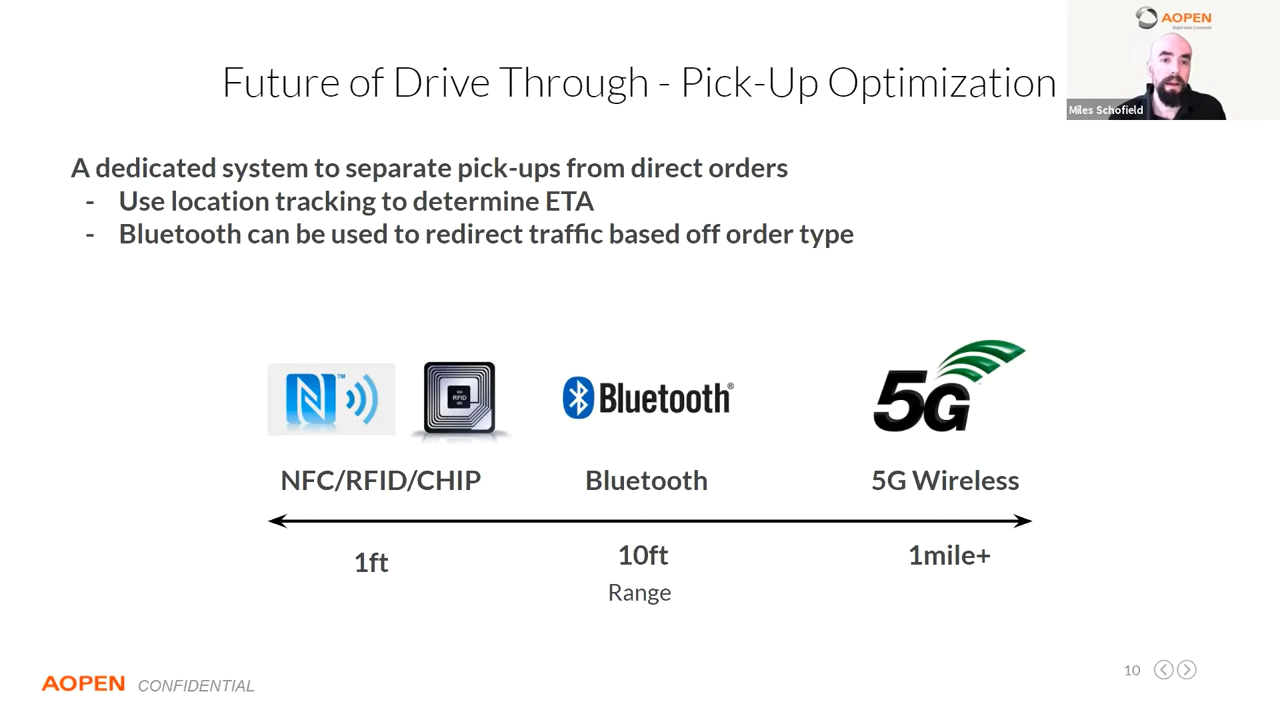 AOPEN
Future of Drive Through - Pick-Up Optimization
Miles Schofield
A dedicated system to separate pick-ups from direct orders
- Use location tracking to determine ETA
- Bluetooth can be used to redirect traffic based off order type
N™
RFID
Bluetooth®
5G
NFC/RFID/CHIP
Bluetooth
5G Wireless
1ft
10ft
1mile+
Range
AOPEN CONFIDENTIAL
10